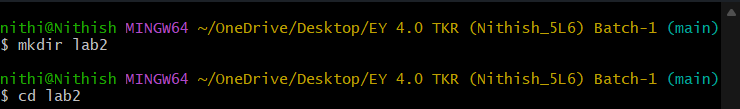 nithi@Nithish MINGW64 ~/OneDrive/Desktop/EY 4.0 TKR (Nithish_5L6) Batch-1 (main)
$ mkdir lab2
nithi@Nithish MINGW64 ~/OneDrive/Desktop/EY 4.0 TKR (Nithish_5L6) Batch-1 (main)
$ cd lab2